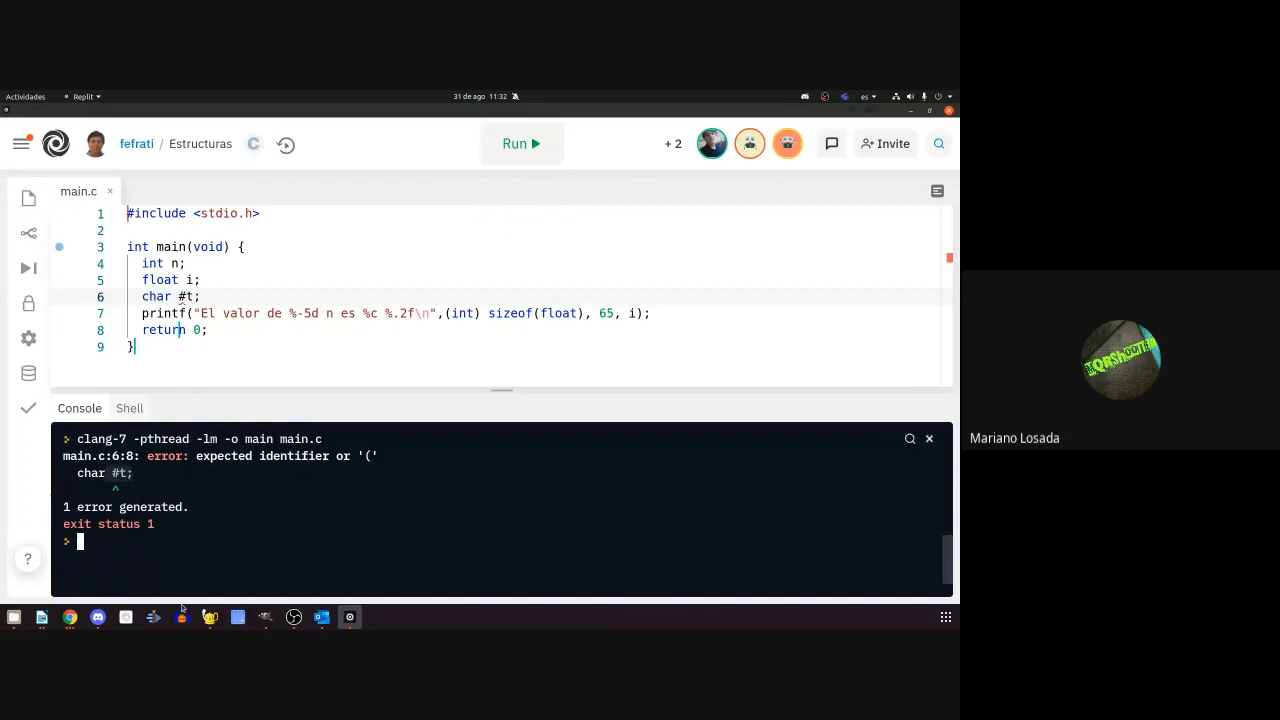 Actividades
Replit
31 de ago 11:32
es
fefrati / Estructuras
C
Run
+ 2
Invite
main.c
1 #include <stdio.h>
2
3 int main(void) {
4 int n;
5 float i;
6 char #t;
7 printf("El valor de %-5d n es %c %.2f\n",(int) sizeof(float), 65, i);
8 return 0;
9 }
Console Shell
> clang-7 -pthread -lm -o main main.c
main.c:6:8: error: expected identifier or '('
char #t;
^
1 error generated.
exit status 1
>
?
Mariano Losada